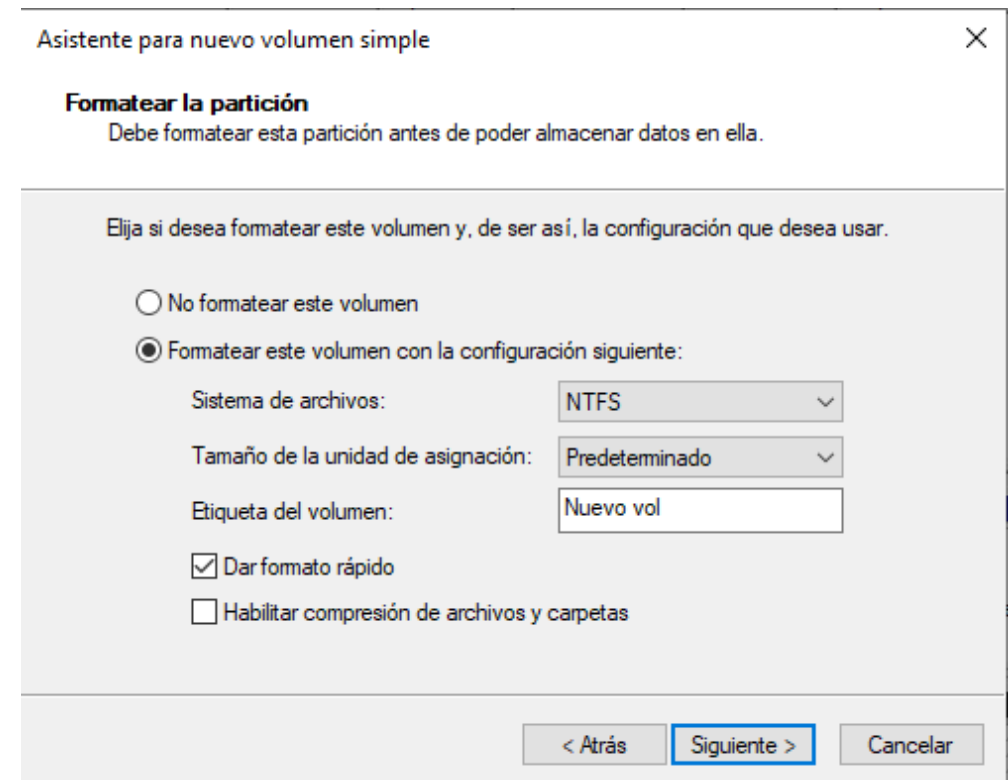 Asistente para nuevo volumen simple
Formatear la partición
Debe formatear esta partición antes de poder almacenar datos en ella.
Elija si desea formatear este volumen y, de ser así, la configuración que desea usar.
No formatear este volumen
Formatear este volumen con la configuración siguiente:
Sistema de archivos: NTFS
Tamaño de la unidad de asignación: Predeterminado
Etiqueta del volumen: Nuevo vol
Dar formato rápido
Habilitar compresión de archivos y carpetas
< Atrás Siguiente > Cancelar